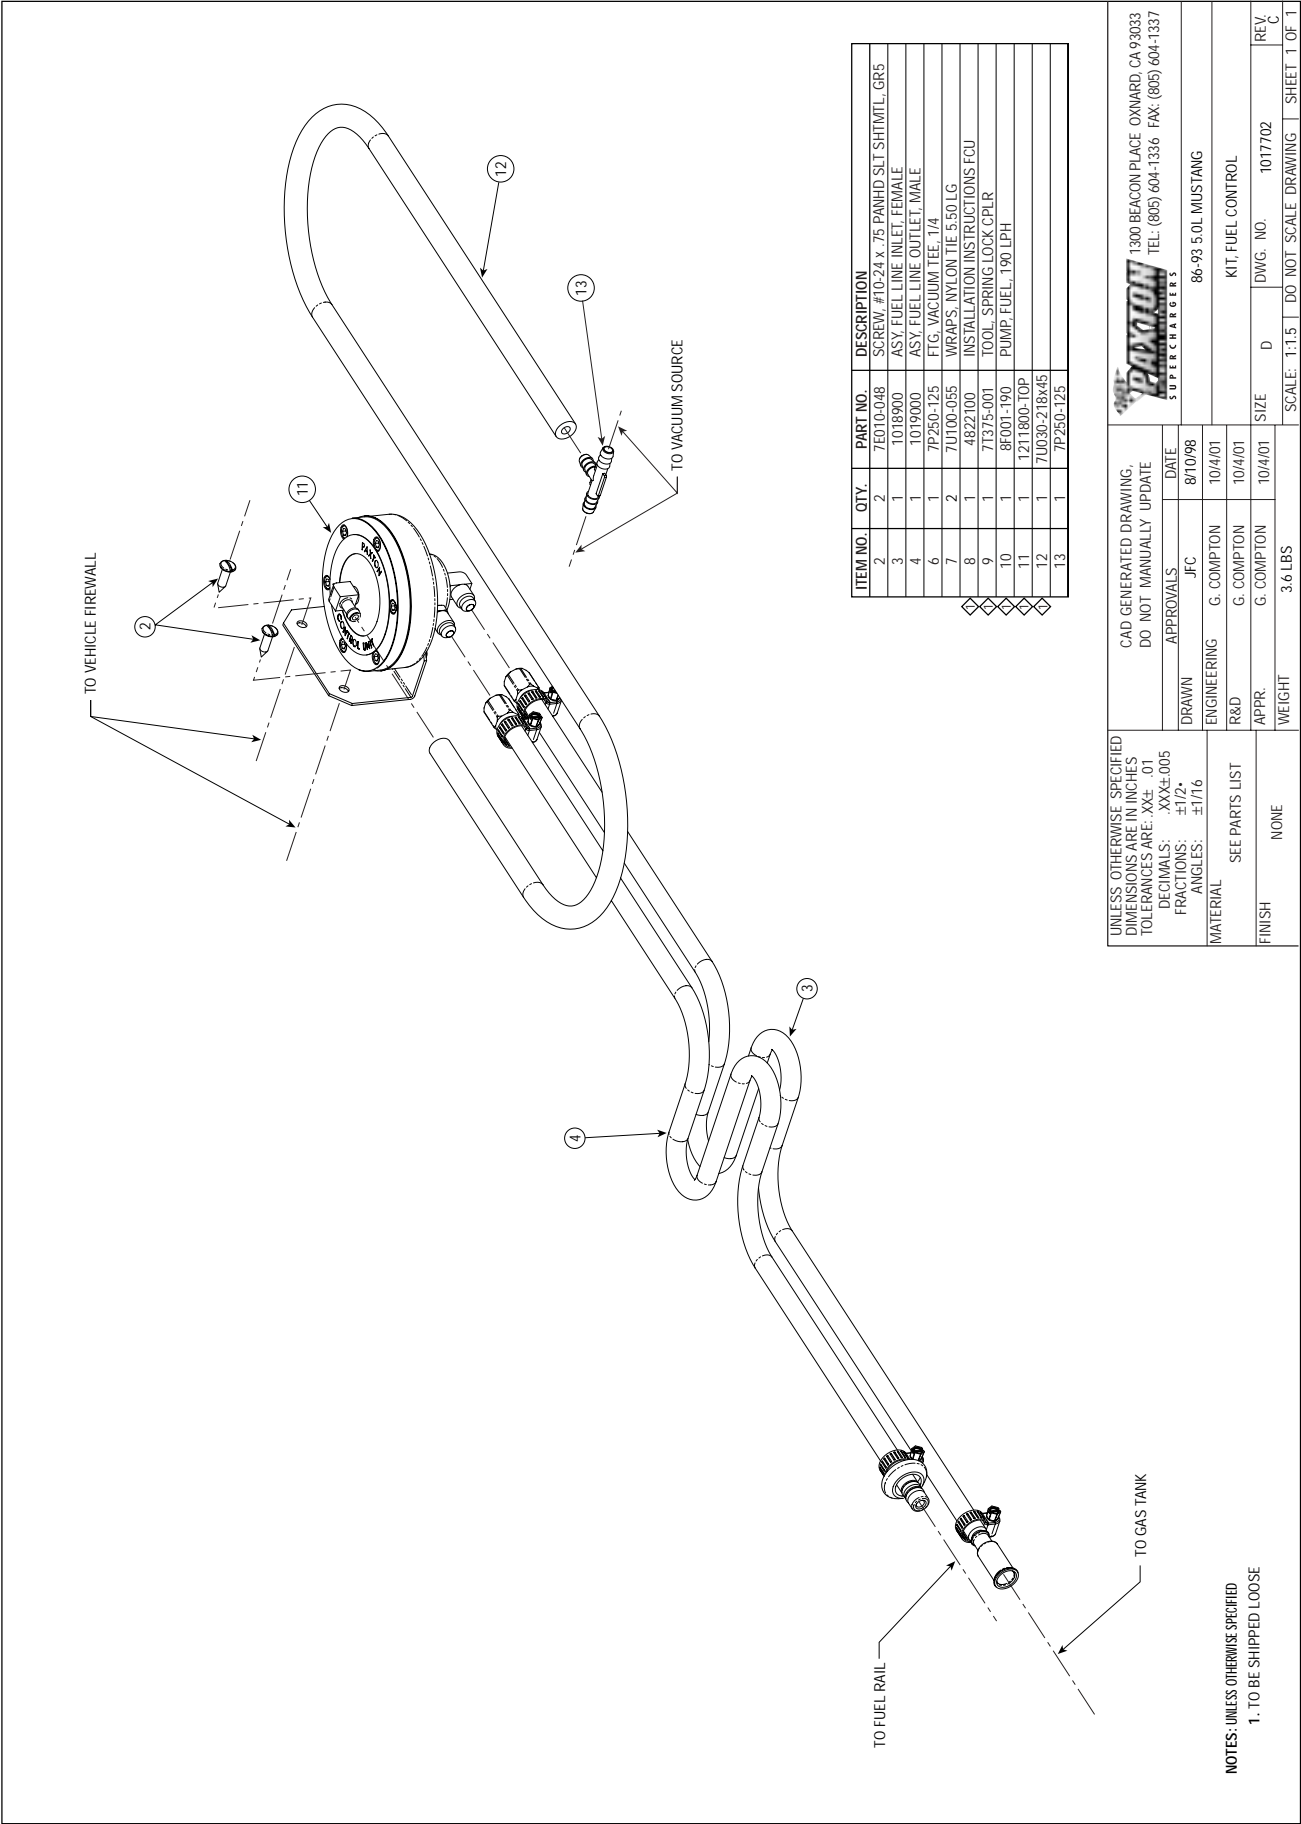 TO VEHICLE FIREWALL
2
11
12
13
TO VACUUM SOURCE
PAXTON
CONTROL UNIT
4
3
TO FUEL RAIL
TO GAS TANK
ITEM NO. QTY. PART NO. DESCRIPTION
2 2 7E010-048 SCREW, #10-24 x .75 PANHD SLT SHTMTL, GR5
3 1 1018900 ASY, FUEL LINE INLET, FEMALE
4 1 1019000 ASY, FUEL LINE OUTLET, MALE
6 1 7P250-125 FTG, VACUUM TEE, 1/4
7 2 7U100-055 WRAPS, NYLON TIE 5.50 LG
1 8 1 4822100 INSTALLATION INSTRUCTIONS FCU
1 9 1 7T375-001 TOOL, SPRING LOCK CPLR
1 10 1 8F001-190 PUMP, FUEL, 190 LPH
1 11 1 1211800-TOP
1 12 1 7U030-218x45
13 1 7P250-125
NOTES: UNLESS OTHERWISE SPECIFIED
1. TO BE SHIPPED LOOSE
UNLESS OTHERWISE SPECIFIED
DIMENSIONS ARE IN INCHES
TOLERANCES ARE: .XX± .01
DECIMALS: .XXX±.005
FRACTIONS: ±1/2•
ANGLES: ±1/16
MATERIAL
SEE PARTS LIST
FINISH
NONE
CAD GENERATED DRAWING,
DO NOT MANUALLY UPDATE
APPROVALS DATE
DRAWN JFC 8/10/98
ENGINEERING G. COMPTON 10/4/01
R&D G. COMPTON 10/4/01
APPR. G. COMPTON 10/4/01
WEIGHT 3.6 LBS
PAXTON
SUPERCHARGERS
1300 BEACON PLACE OXNARD, CA 93033
TEL: (805) 604-1336 FAX: (805) 604-1337
86-93 5.0L MUSTANG
KIT, FUEL CONTROL
SIZE D DWG. NO. 1017702 REV. C
SCALE: 1:1.5 DO NOT SCALE DRAWING SHEET 1 OF 1